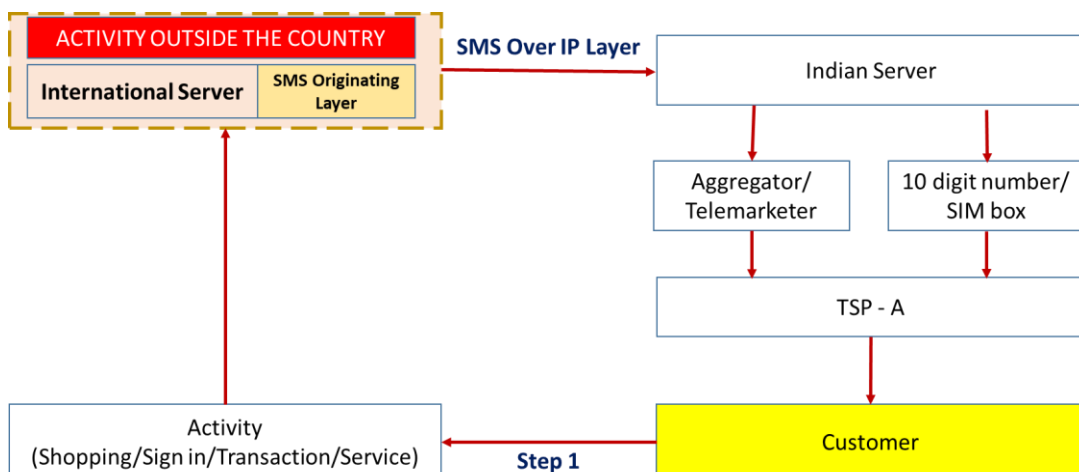 ACTIVITY OUTSIDE THE COUNTRY
International Server
SMS Originating
Layer
SMS Over IP Layer
Indian Server
Aggregator/
Telemarketer
10 digit number/
SIM box
TSP - A
Activity
(Shopping/Sign in/Transaction/Service)
Step 1
Customer